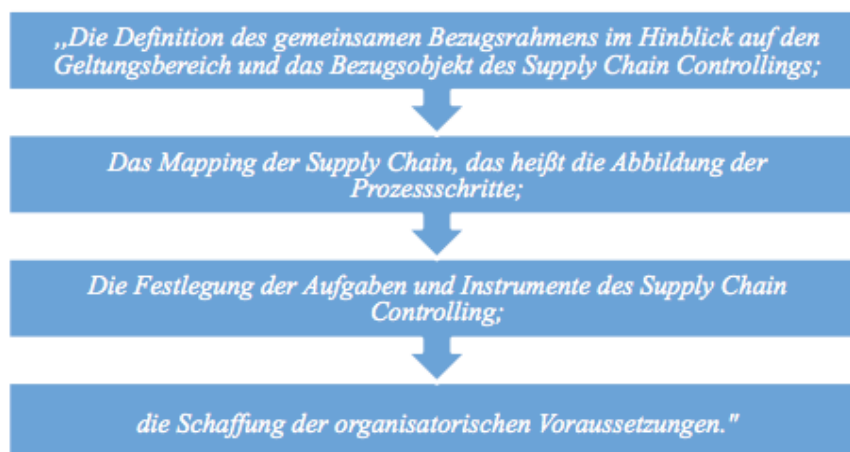 ,,Die Definition des gemeinsamen Bezugsrahmens im Hinblick auf den
Geltungsbereich und das Bezugsobjekt des Supply Chain Controllings;
Das Mapping der Supply Chain, das heißt die Abbildung der
Prozessschritte;
Die Festlegung der Aufgaben und Instrumente des Supply Chain
Controlling;
die Schaffung der organisatorischen Voraussetzungen."